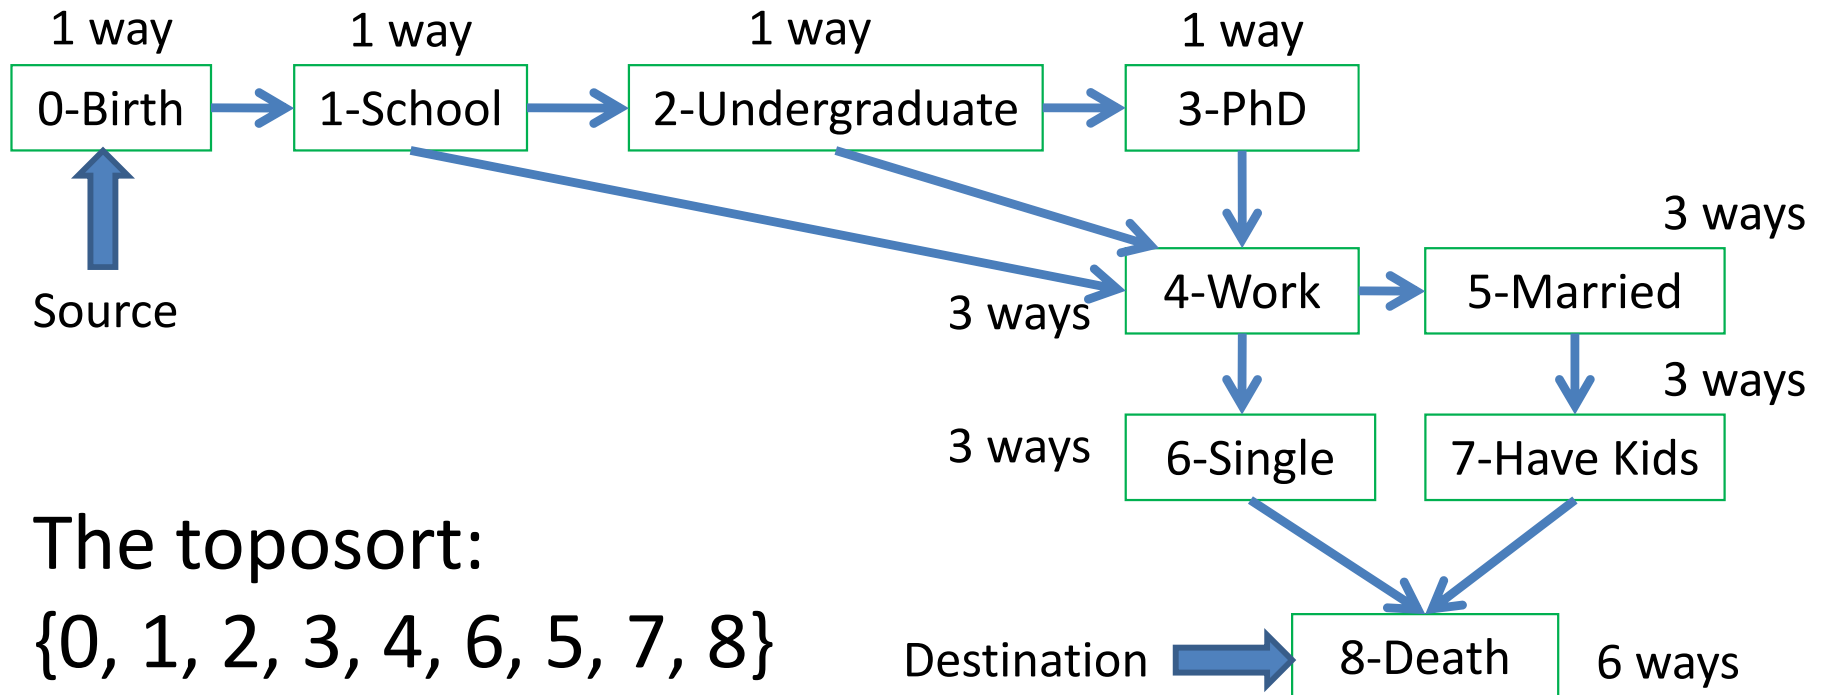 1 way
1 way
1 way
1 way
0-Birth
1-School
2-Undergraduate
3-PhD
Source
3 ways
3 ways
4-Work
5-Married
3 ways
3 ways
6-Single
7-Have Kids
The toposort:
{0, 1, 2, 3, 4, 6, 5, 7, 8}
Destination
8-Death
6 ways